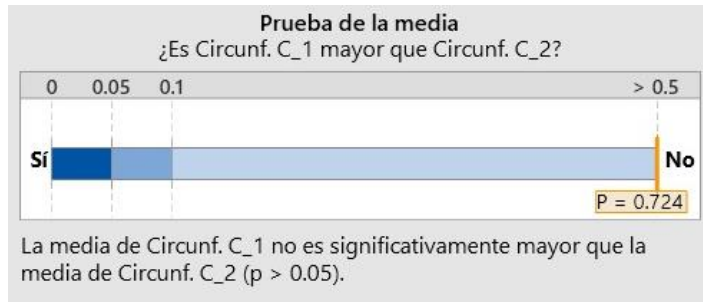 Prueba de la media
¿Es Circunf. C_1 mayor que Circunf. C_2?
0 0.05 0.1 > 0.5
Sí No
P = 0.724
La media de Circunf. C_1 no es significativamente mayor que la
media de Circunf. C_2 (p > 0.05).